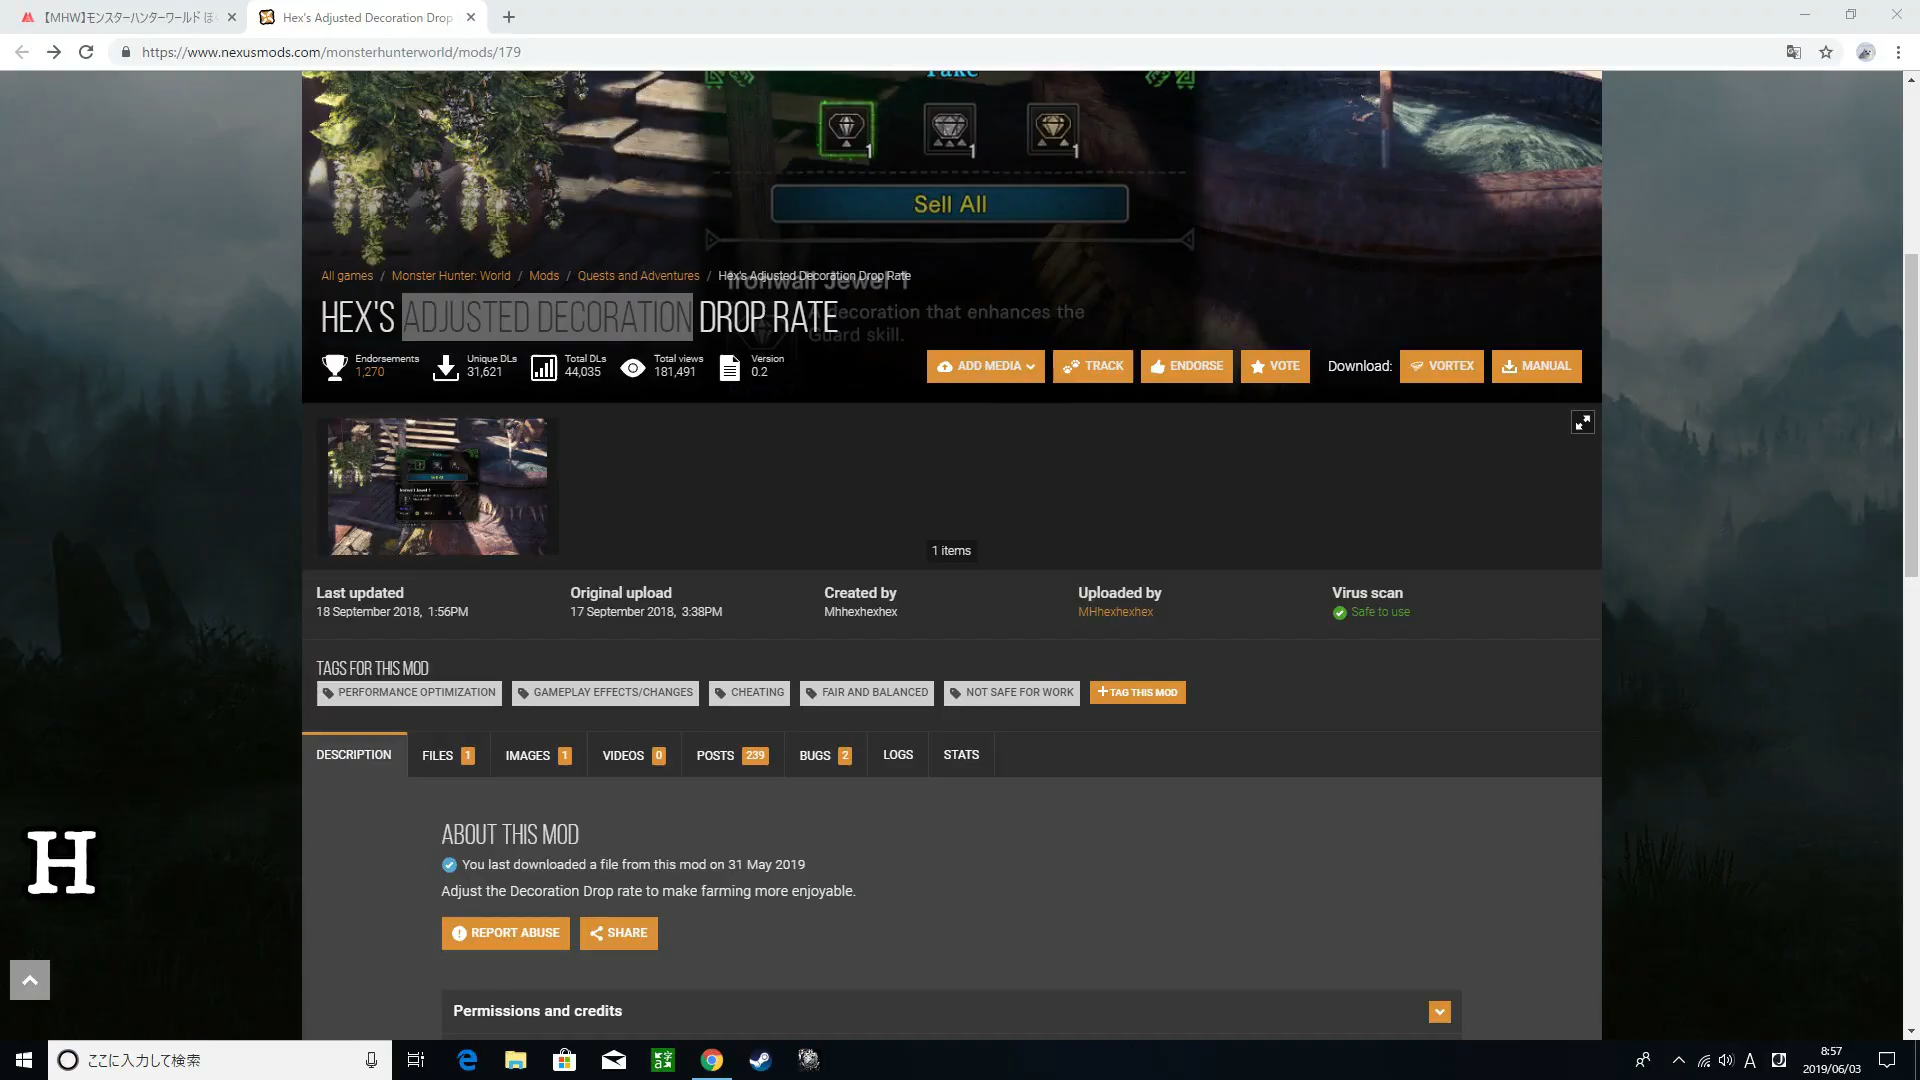 【MHW】モンスターハンターワールド ほ
Hex's Adjusted Decoration Drop
https://www.nexusmods.com/monsterhunterworld/mods/179
Take
1
1
1
Sell All
All games / Monster Hunter: World / Mods / Quests and Adventures / Hex's Adjusted Decoration Drop Rate
Ironwall Jewel 1
HEX'S ADJUSTED DECORATION DROP RATE
A decoration that enhances the
Guard skill.
Endorsements
1,270
Unique DLs
31,621
Total DLs
44,035
Total views
181,491
Version
0.2
ADD MEDIA
TRACK
ENDORSE
VOTE
Download:
VORTEX
MANUAL
1 items
Last updated
18 September 2018, 1:56PM
Original upload
17 September 2018, 3:38PM
Created by
Mhhexhexhex
Uploaded by
MHhexhexhex
Virus scan
Safe to use
TAGS FOR THIS MOD
PERFORMANCE OPTIMIZATION
GAMEPLAY EFFECTS/CHANGES
CHEATING
FAIR AND BALANCED
NOT SAFE FOR WORK
+TAG THIS MOD
DESCRIPTION
FILES 1
IMAGES 1
VIDEOS 0
POSTS 239
BUGS 2
LOGS
STATS
ABOUT THIS MOD
You last downloaded a file from this mod on 31 May 2019
Adjust the Decoration Drop rate to make farming more enjoyable.
REPORT ABUSE
SHARE
H
Permissions and credits
ここに入力して検索
A
8:57
2019/06/03